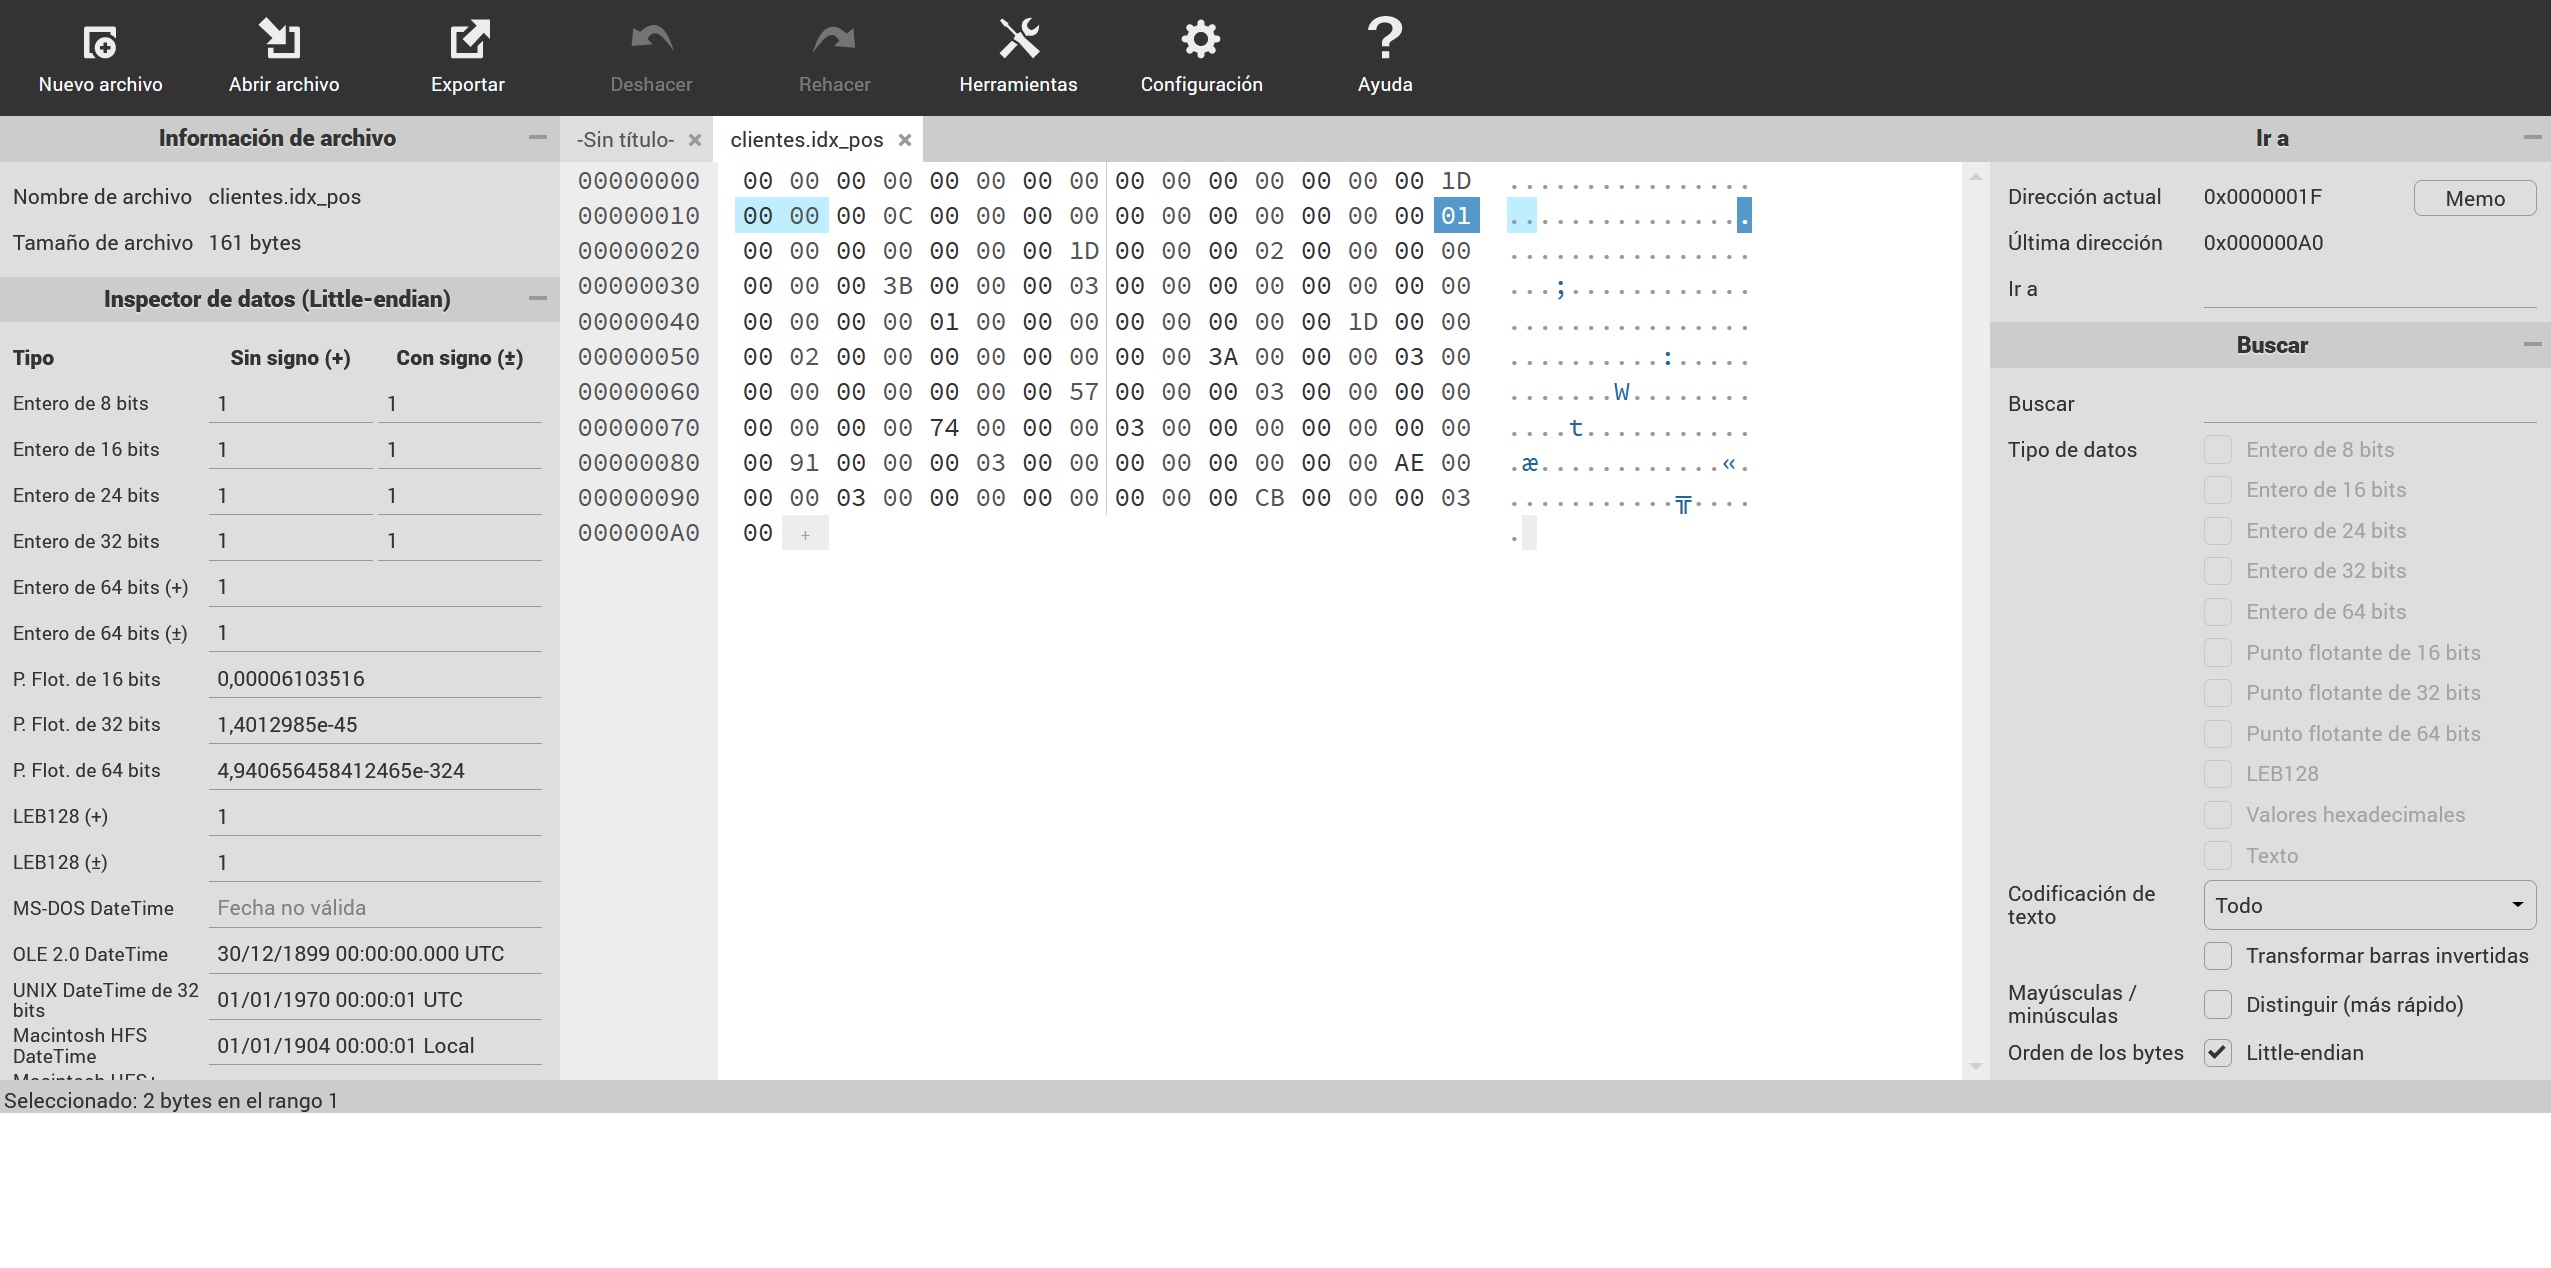 Nuevo archivo Abrir archivo Exportar Deshacer Rehacer Herramientas Configuración Ayuda
Información de archivo
Nombre de archivo clientes.idx_pos
Tamaño de archivo 161 bytes
Inspector de datos (Little-endian)
Tipo Sin signo (+) Con signo (±)
Entero de 8 bits 1 1
Entero de 16 bits 1 1
Entero de 24 bits 1 1
Entero de 32 bits 1 1
Entero de 64 bits (+) 1
Entero de 64 bits (±) 1
P. Flot. de 16 bits 0,00006103516
P. Flot. de 32 bits 1,4012985e-45
P. Flot. de 64 bits 4,940656458412465e-324
LEB128 (+) 1
LEB128 (±) 1
MS-DOS DateTime Fecha no válida
OLE 2.0 DateTime 30/12/1899 00:00:00.000 UTC
UNIX DateTime de 32 bits 01/01/1970 00:00:01 UTC
Macintosh HFS DateTime 01/01/1904 00:00:01 Local
-Sin título- × clientes.idx_pos ×
00000000 00 00 00 00 00 00 00 00 00 00 00 00 00 00 00 1D ................
00000010 00 00 00 0C 00 00 00 00 00 00 00 00 00 00 00 01 ................
00000020 00 00 00 00 00 00 00 1D 00 00 00 02 00 00 00 00 ................
00000030 00 00 00 3B 00 00 00 03 00 00 00 00 00 00 00 00 ...;............
00000040 00 00 00 00 01 00 00 00 00 00 00 00 00 1D 00 00 ................
00000050 00 02 00 00 00 00 00 00 00 00 3A 00 00 00 03 00 ..........:.....
00000060 00 00 00 00 00 00 00 57 00 00 00 03 00 00 00 00 .......W........
00000070 00 00 00 00 74 00 00 00 03 00 00 00 00 00 00 00 ....t...........
00000080 00 91 00 00 00 03 00 00 00 00 00 00 00 00 AE 00 .æ............«.
00000090 00 00 03 00 00 00 00 00 00 00 00 CB 00 00 00 03 ...........╦....
000000A0 00 + .
Ir a
Dirección actual 0x0000001F Memo
Última dirección 0x000000A0
Ir a
Buscar
Buscar
Tipo de datos Entero de 8 bits
Entero de 16 bits
Entero de 24 bits
Entero de 32 bits
Entero de 64 bits
Punto flotante de 16 bits
Punto flotante de 32 bits
Punto flotante de 64 bits
LEB128
Valores hexadecimales
Texto
Codificación de texto Todo
Transformar barras invertidas
Mayúsculas / minúsculas Distinguir (más rápido)
Orden de los bytes Little-endian
Seleccionado: 2 bytes en el rango 1